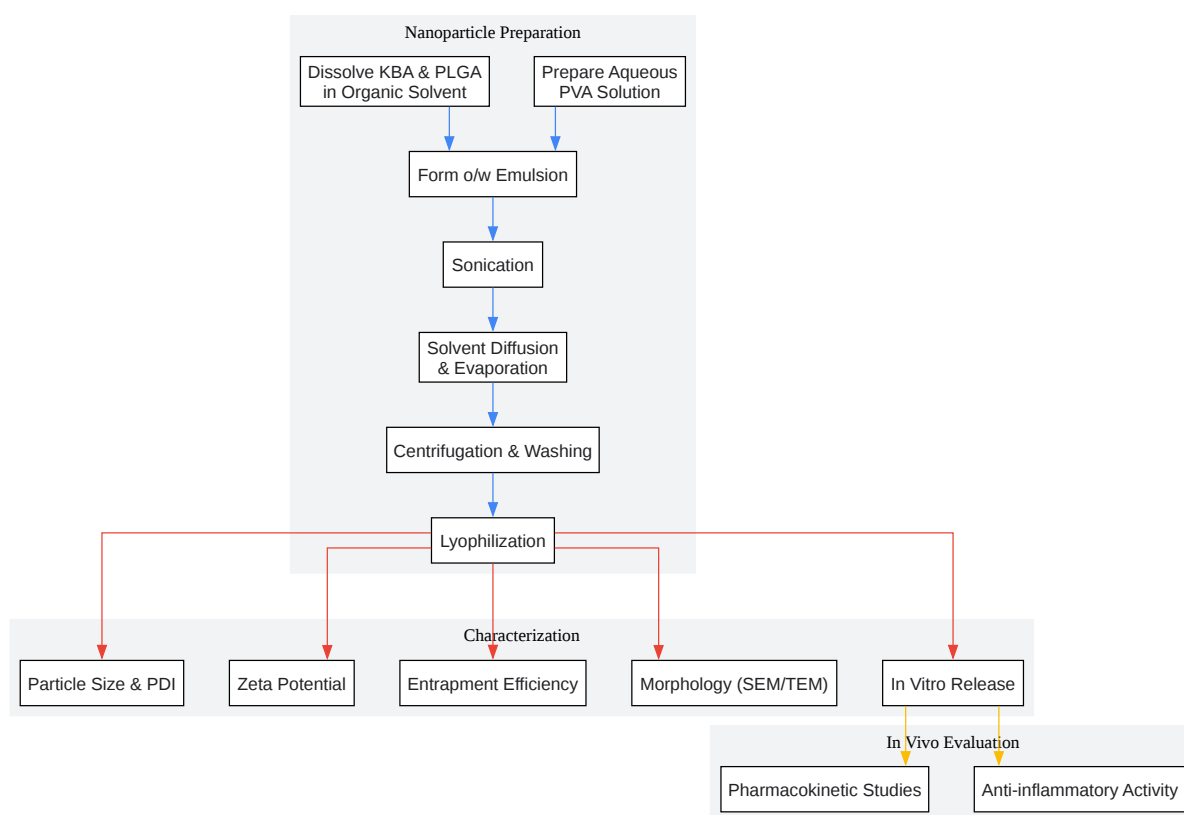 Nanoparticle Preparation
Dissolve KBA & PLGA
in Organic Solvent
Prepare Aqueous
PVA Solution
Form o/w Emulsion
Sonication
Solvent Diffusion
& Evaporation
Centrifugation & Washing
Lyophilization
Characterization
Particle Size & PDI
Zeta Potential
Entrapment Efficiency
Morphology (SEM/TEM)
In Vitro Release
In Vivo Evaluation
Pharmacokinetic Studies
Anti-inflammatory Activity